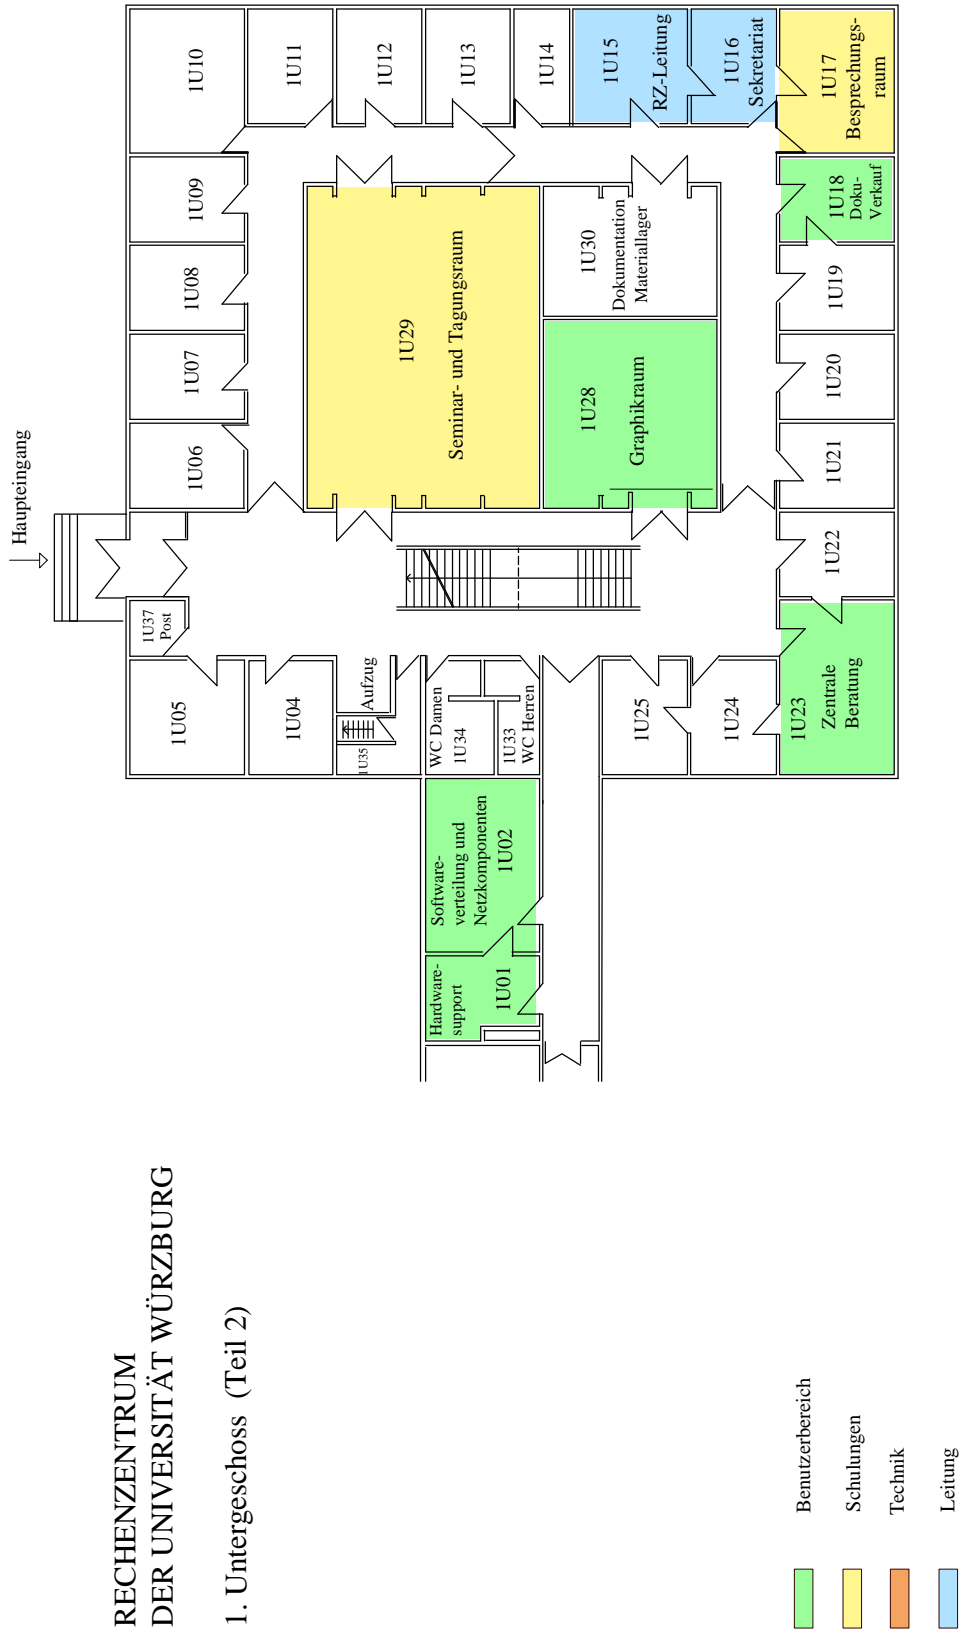 RECHENZENTRUM
DER UNIVERSITÄT WÜRZBURG
1. Untergeschoss (Teil 2)
Haupteingang
1U37
Post
1U05
1U04
Aufzug
1U35
WC Damen
1U34
1U33
WC Herren
1U25
1U24
1U23
Zentrale
Beratung
1U22
1U21
1U20
1U19
1U18
Doku-
Verkauf
1U17
Besprechungs-
raum
1U16
Sekretariat
1U15
RZ-Leitung
1U14
1U13
1U12
1U11
1U10
1U09
1U08
1U07
1U06
1U29
Seminar- und Tagungsraum
1U30
Dokumentation
Materiallager
1U28
Graphikraum
Software-
verteilung und
Netzkomponenten
1U02
Hardware-
support
1U01
Benutzerbereich
Schulungen
Technik
Leitung